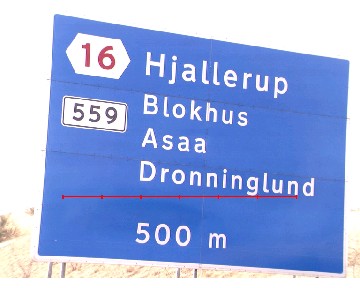 16 Hjallerup
559 Blokhus
Asaa
Dronninglund
500 m